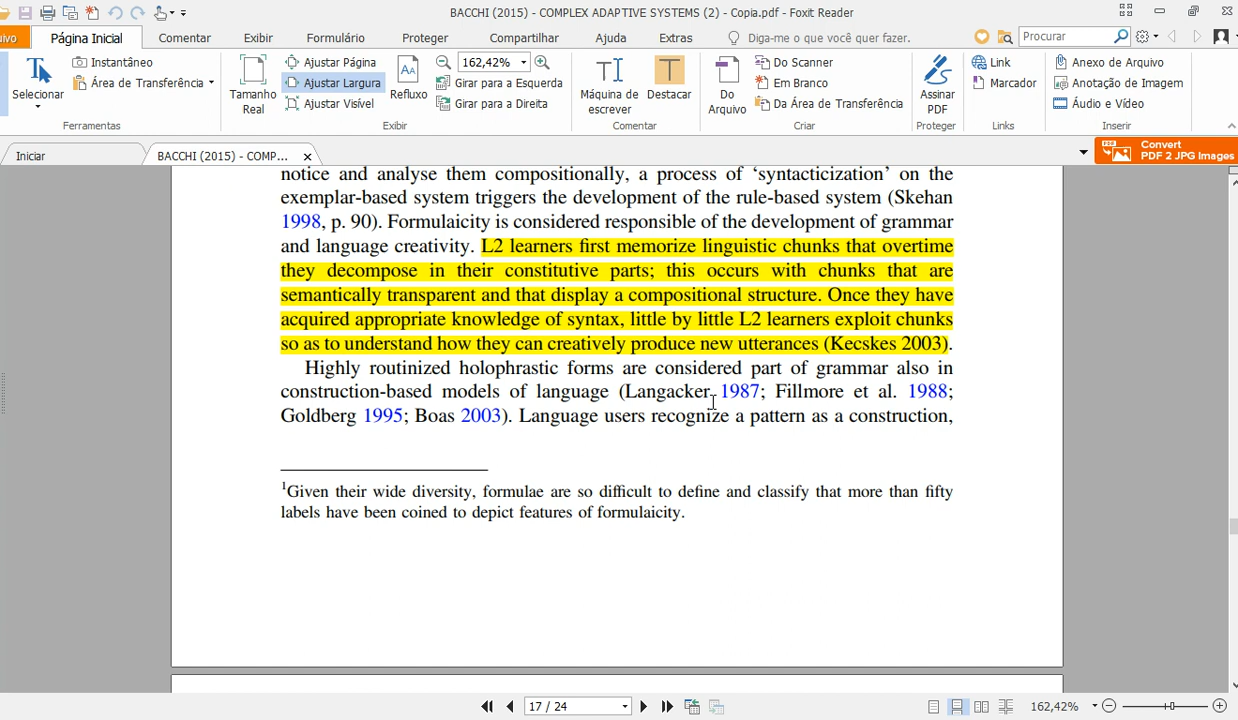 BACCHI (2015) - COMPLEX ADAPTIVE SYSTEMS (2) - Copia.pdf - Foxit Reader
Página Inicial Comentar Exibir Formulário Proteger Compartilhar Ajuda Extras Diga-me o que você quer fazer. Procurar
Selecionar
Instantâneo
Área de Transferência
Ferramentas
Tamanho Real
Ajustar Página
Ajustar Largura
Ajustar Visível
Refluxo
162,42%
Girar para a Esquerda
Girar para a Direita
Exibir
Máquina de escrever
Destacar
Comentar
Do Arquivo
Do Scanner
Em Branco
Da Área de Transferência
Criar
Assinar PDF
Proteger
Link
Marcador
Links
Anexo de Arquivo
Anotação de Imagem
Áudio e Vídeo
Inserir
Iniciar
BACCHI (2015) - COMP...
Convert
PDF 2 JPG Images
notice and analyse them compositionally, a process of ‘syntacticization’ on the
exemplar-based system triggers the development of the rule-based system (Skehan
1998, p. 90). Formulaicity is considered responsible of the development of grammar
and language creativity. L2 learners first memorize linguistic chunks that overtime
they decompose in their constitutive parts; this occurs with chunks that are
semantically transparent and that display a compositional structure. Once they have
acquired appropriate knowledge of syntax, little by little L2 learners exploit chunks
so as to understand how they can creatively produce new utterances (Kecskes 2003).
Highly routinized holophrastic forms are considered part of grammar also in
construction-based models of language (Langacker 1987; Fillmore et al. 1988;
Goldberg 1995; Boas 2003). Language users recognize a pattern as a construction,
1Given their wide diversity, formulae are so difficult to define and classify that more than fifty
labels have been coined to depict features of formulaicity.
17 / 24
162,42%